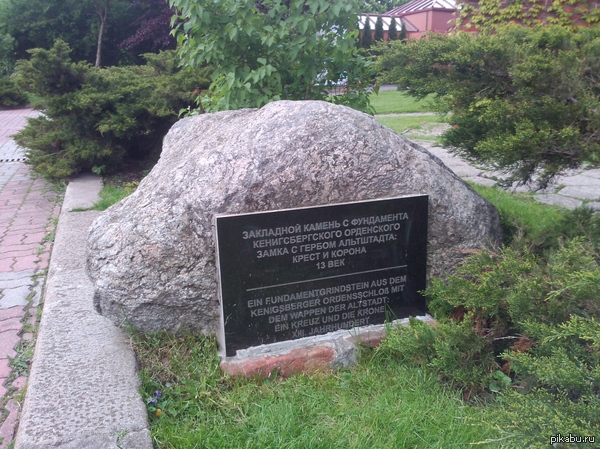 ЗАКЛАДНОЙ КАМЕНЬ С ФУНДАМЕНТА
КЕНИГСБЕРГСКОГО ОРДЕНСКОГО
ЗАМКА С ГЕРБОМ АЛЬТШТАДТА:
КРЕСТ И КОРОНА
13 ВЕК
EIN FUNDAMENTGRINDSTEIN AUS DEM
KENIGSBERGER ORDENSSCHLOß MIT
DEM WAPPEN DER ALTSTADT:
EIN KREUZ UND DIE KRONE
XIII. JAHRHUNDERT
pikabu.ru